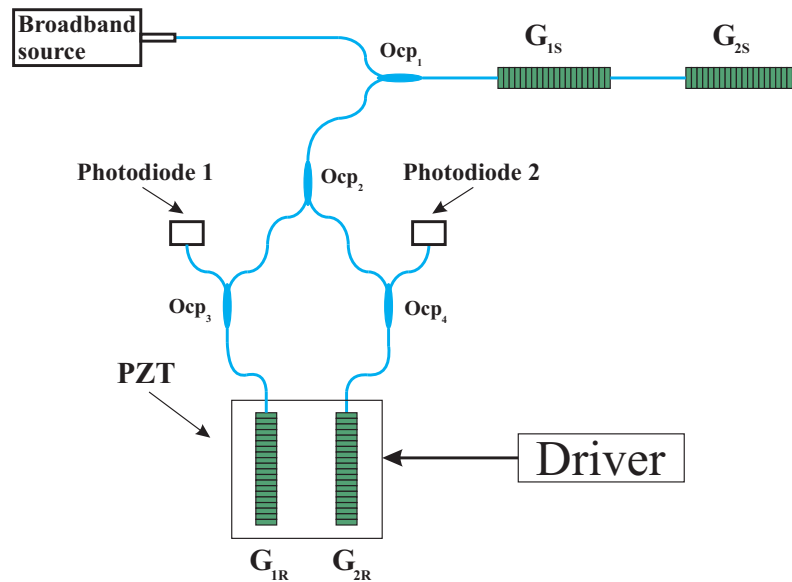 Broadband
source
Ocp₁
G₁S
G₂S
Photodiode 1
Ocp₂
Photodiode 2
Ocp₃
Ocp₄
PZT
Driver
G₁R
G₂R